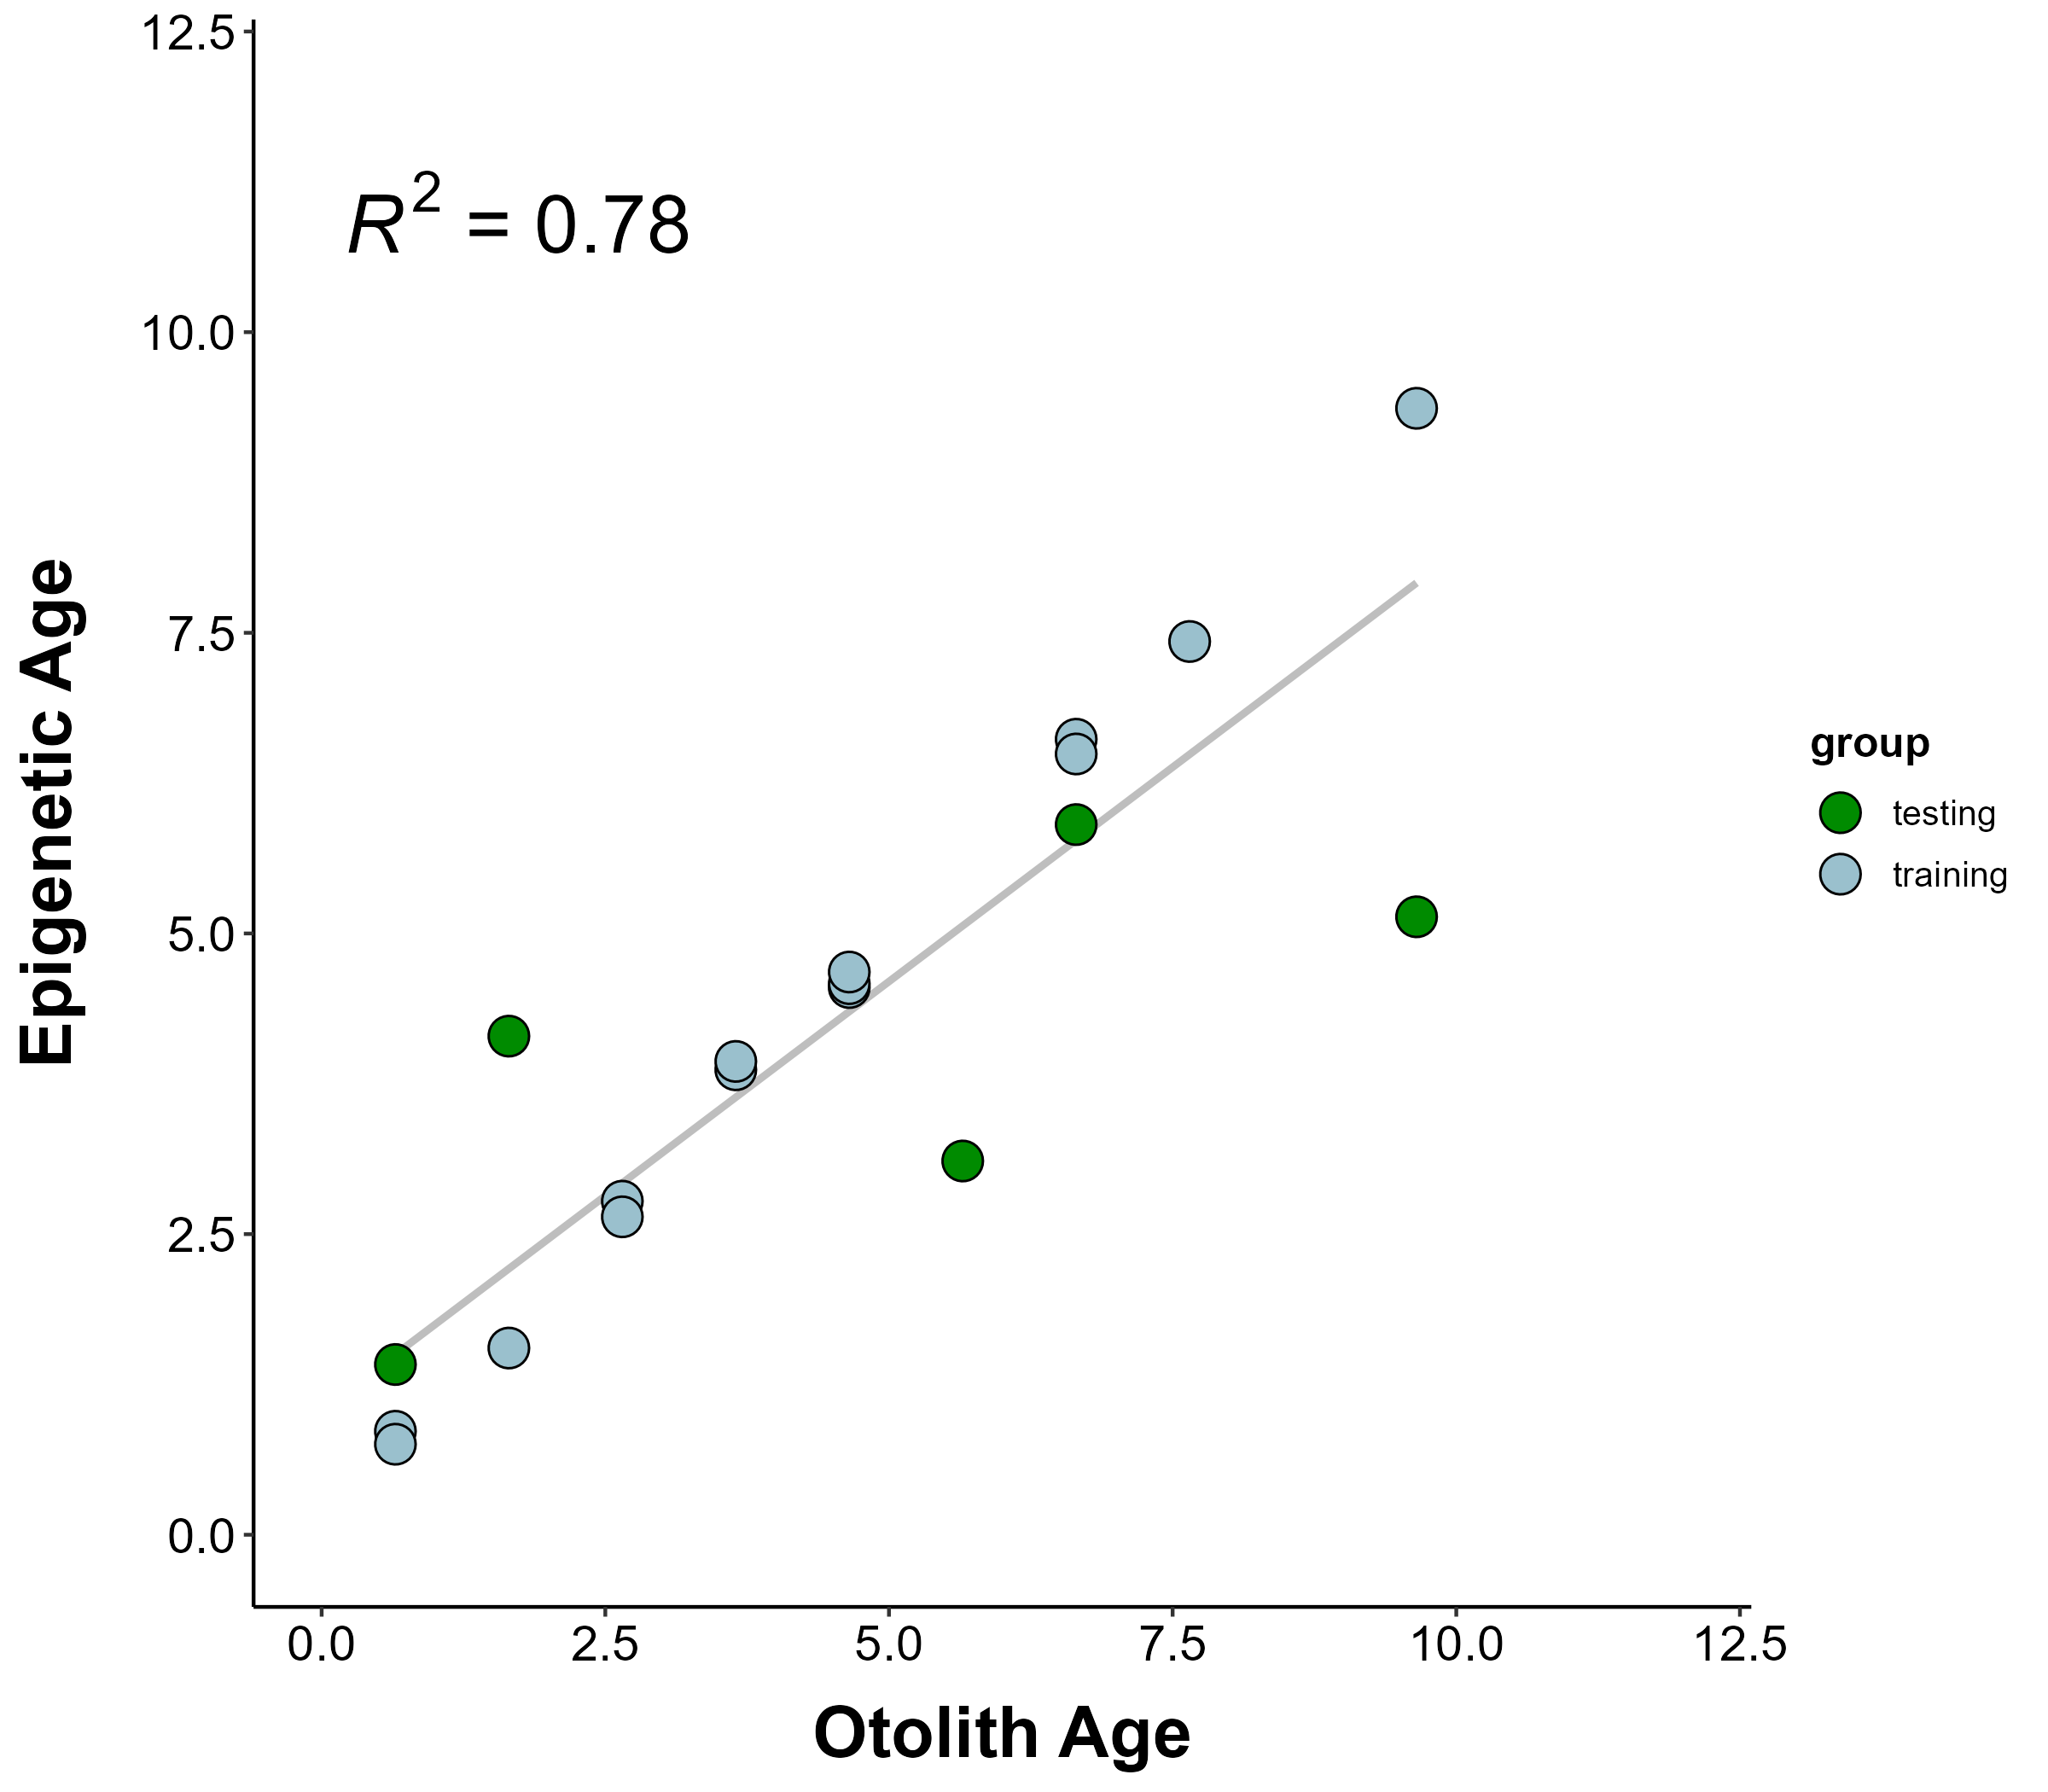 12.5
R² = 0.78
10.0
7.5
5.0
2.5
0.0
Epigenetic Age
0.0 2.5 5.0 7.5 10.0 12.5
Otolith Age
group
testing
training